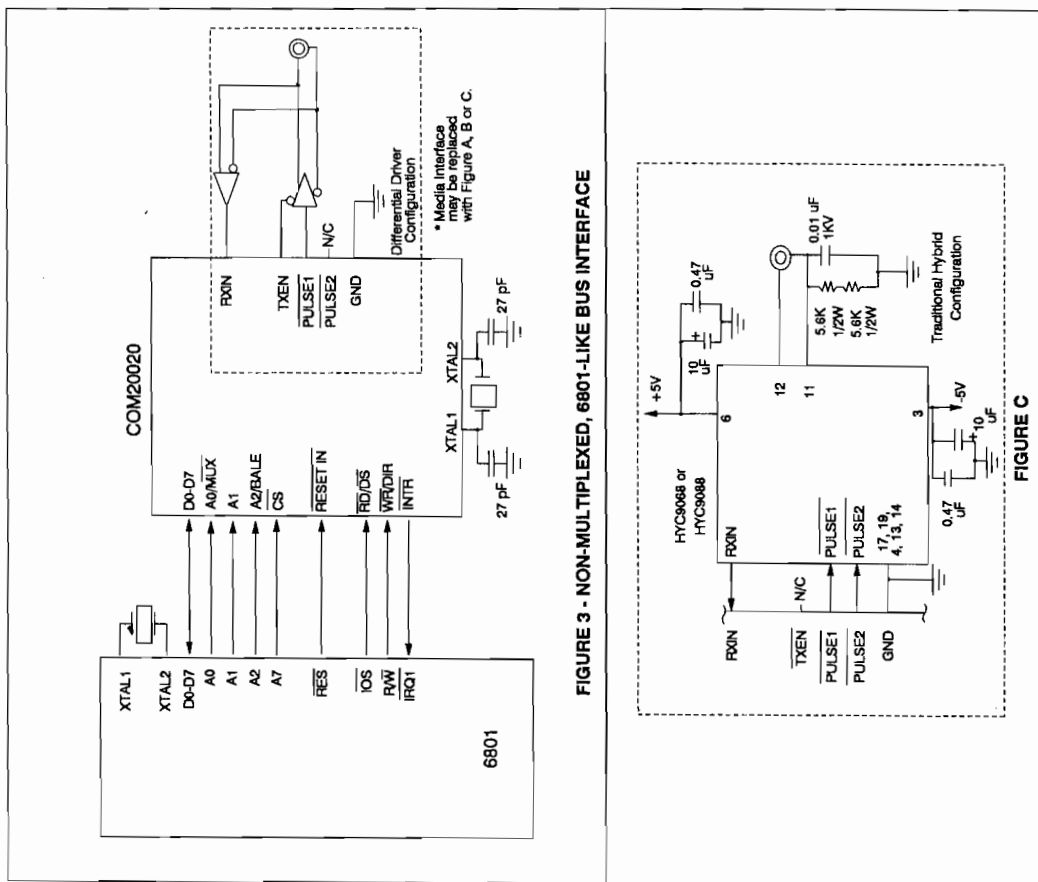 XTAL1
XTAL2
D0-D7
A0
A1
A2
A7
RES
IOS
R/W
IRQ1
6801
COM20020
D0-D7
A0/MUX
A1
A2/BALE
CS
RESET IN
RD/DS
WR/DIR
INTR
RXIN
TXEN
PULSE1
PULSE2
GND
N/C
XTAL1
XTAL2
27 pF
27 pF
Differential Driver
Configuration
* Media Interface
may be replaced
with Figure A, B or C.
FIGURE 3 - NON-MULTIPLEXED, 6801-LIKE BUS INTERFACE
RXIN
TXEN
PULSE1
PULSE2
GND
N/C
HYC9068 or
HYC9088
RXIN
PULSE1
PULSE2
17, 19,
4, 13, 14
6
12
11
3
+5V
10
uF
+
0.47
uF
-5V
0.47
uF
+
10
uF
5.6K
1/2W
5.6K
1/2W
0.01 uF
1KV
Traditional Hybrid
Configuration
FIGURE C